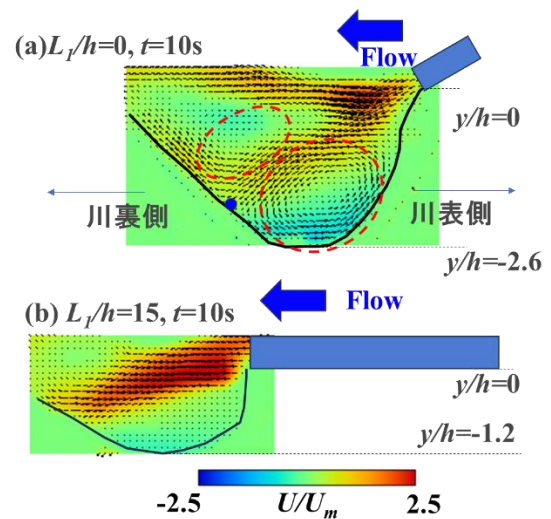 (a)L₁/h=0, t=10s
Flow
y/h=0
川裏側
川表側
y/h=-2.6
(b) L₁/h=15, t=10s
Flow
y/h=0
y/h=-1.2
-2.5 U/Uₘ 2.5